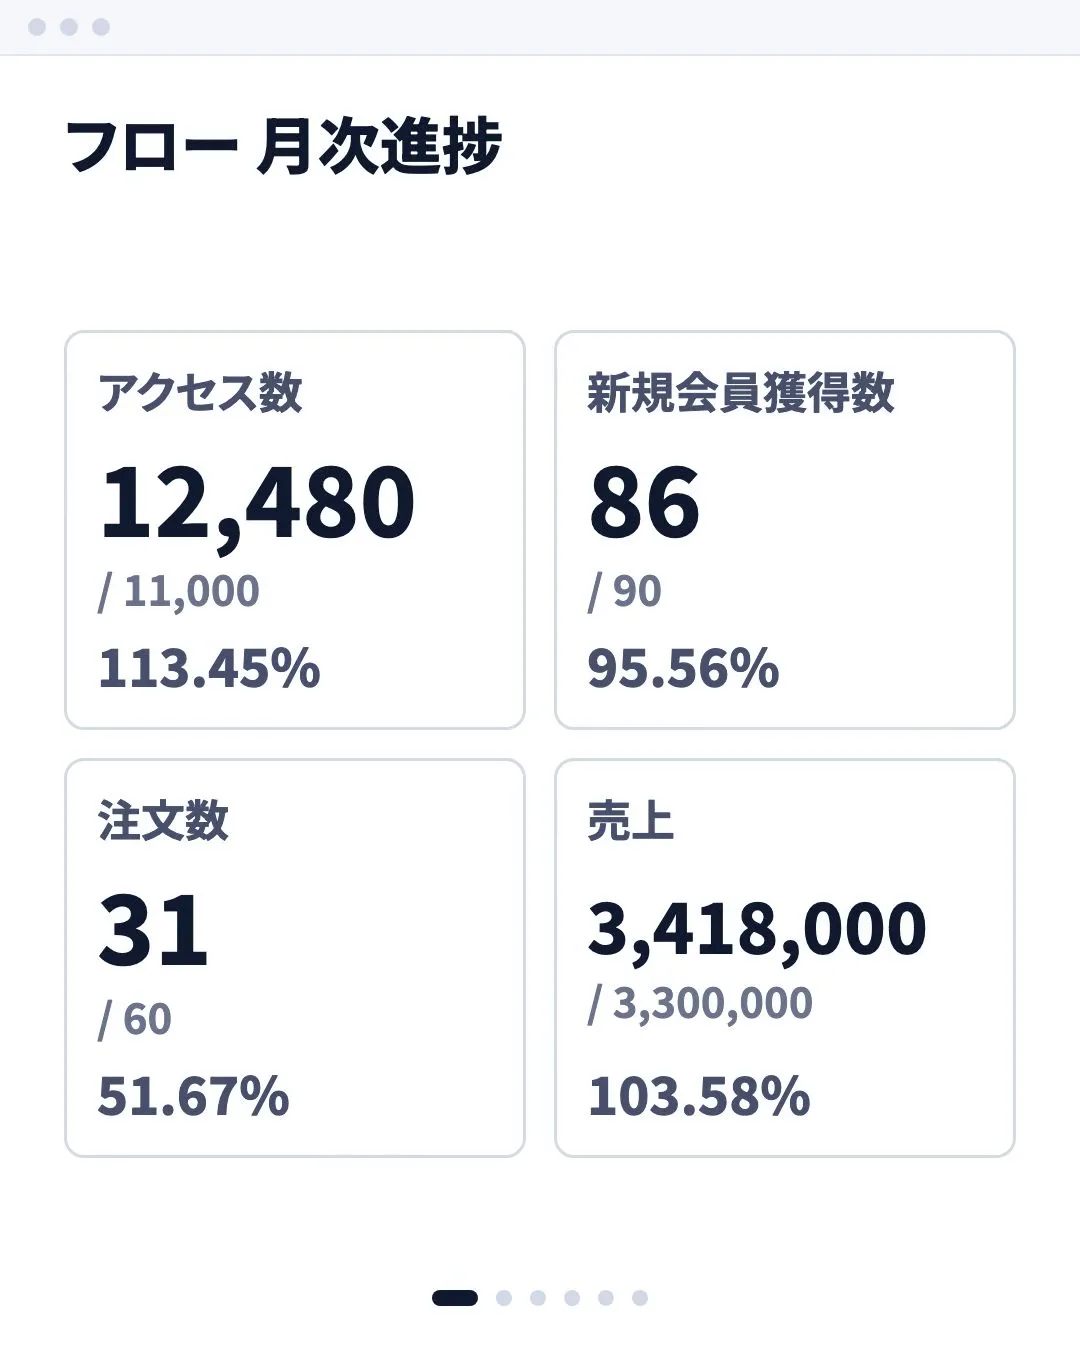 フロー 月次進捗
アクセス数
12,480
/ 11,000
113.45%
新規会員獲得数
86
/ 90
95.56%
注文数
31
/ 60
51.67%
売上
3,418,000
/ 3,300,000
103.58%